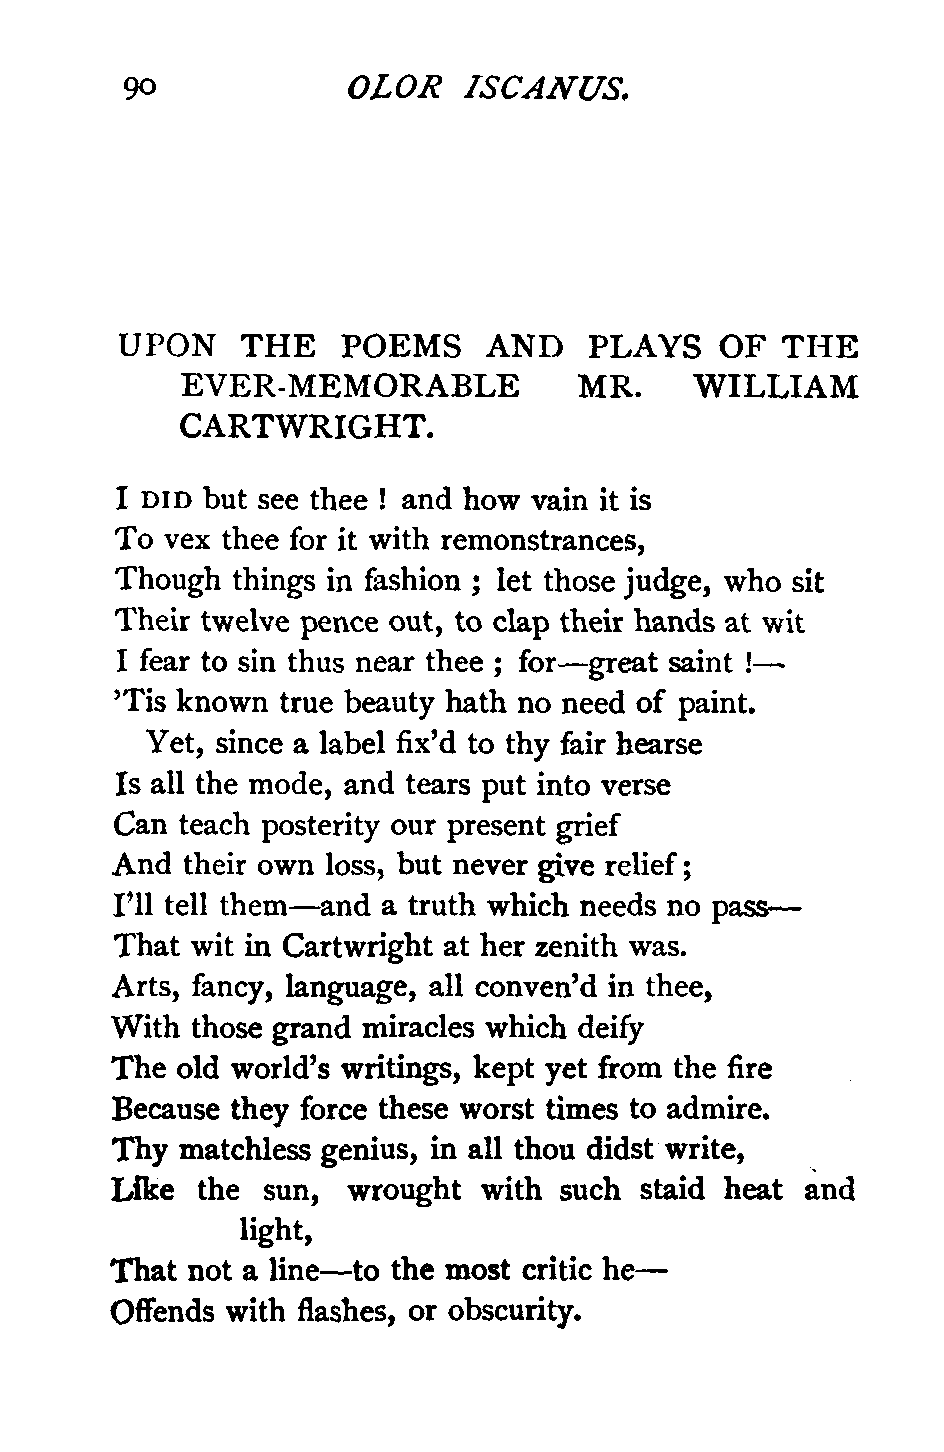 90 OLOR ISCANUS.
UPON THE POEMS AND PLAYS OF THE
EVER-MEMORABLE MR. WILLIAM
CARTWRIGHT.
I DID but see thee ! and how vain it is
To vex thee for it with remonstrances,
Though things in fashion ; let those judge, who sit
Their twelve pence out, to clap their hands at wit
I fear to sin thus near thee ; for—great saint !—
’Tis known true beauty hath no need of paint.
Yet, since a label fix’d to thy fair hearse
Is all the mode, and tears put into verse
Can teach posterity our present grief
And their own loss, but never give relief ;
I’ll tell them—and a truth which needs no pass—
That wit in Cartwright at her zenith was.
Arts, fancy, language, all conven’d in thee,
With those grand miracles which deify
The old world’s writings, kept yet from the fire
Because they force these worst times to admire.
Thy matchless genius, in all thou didst write,
Like the sun, wrought with such staid heat and
light,
That not a line—to the most critic he—
Offends with flashes, or obscurity.